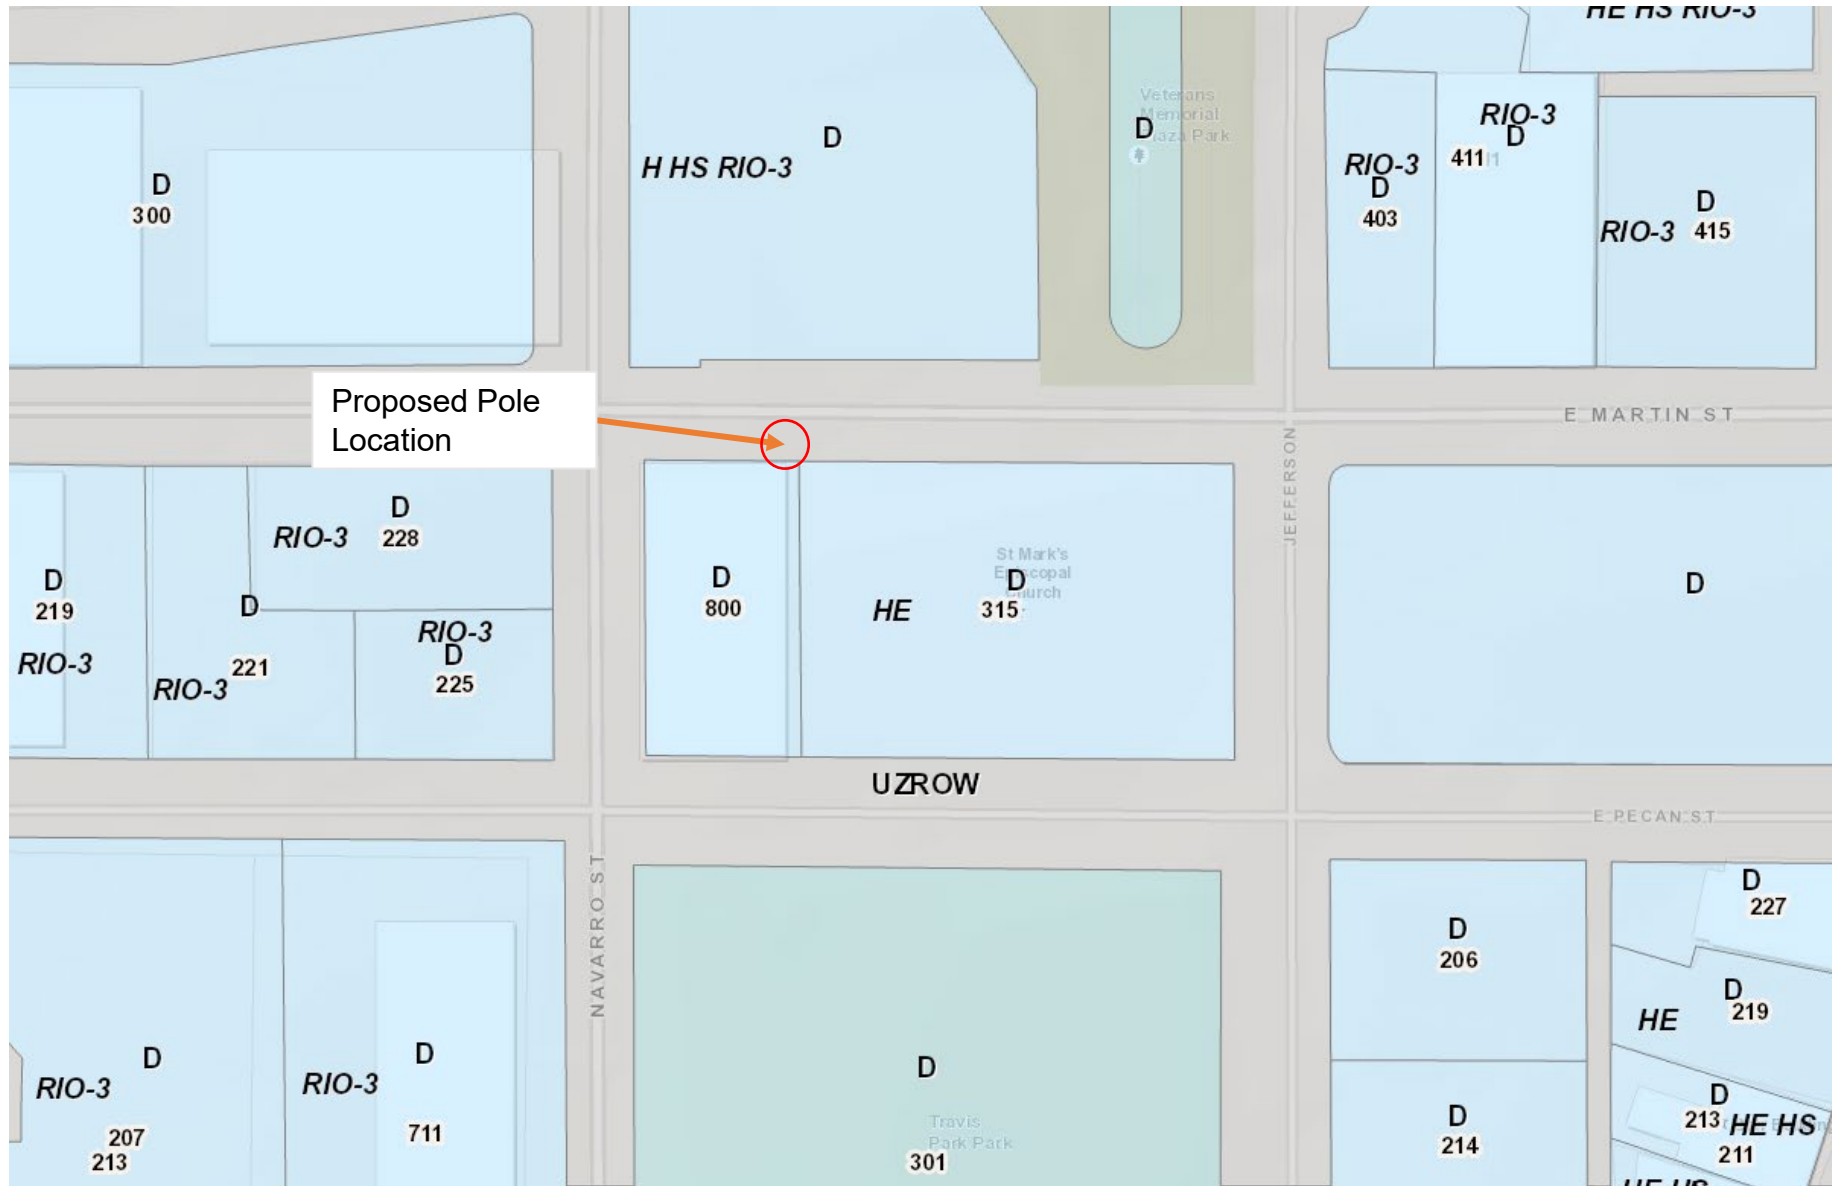 HE HS RIO-3
Veterans
Memorial
Plaza Park
D
D
H HS RIO-3
D
300
RIO-3
D
411
RIO-3
D
403
D
RIO-3
415
Proposed Pole
Location
E MARTIN ST
JEFFERSON
D
RIO-3
228
D
219
RIO-3
D
221
RIO-3
RIO-3
D
225
D
800
St Mark's
Episcopal
Church
D
HE
315
D
UZROW
E PECAN ST
NAVARRO ST
D
227
D
206
D
219
HE
D
RIO-3
207
213
D
RIO-3
711
D
Travis
Park Park
301
D
214
D
213
HE HS
211
HE HS